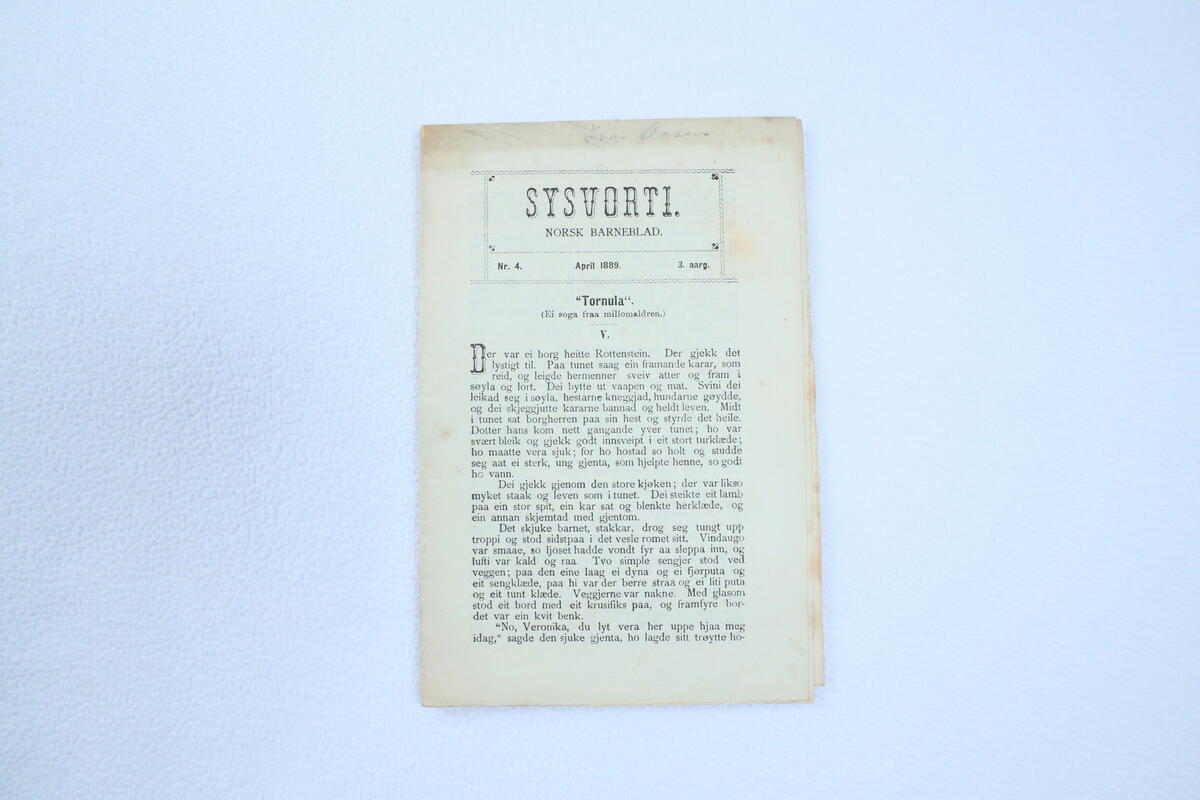 Ivar Aasen
SYSVORTI.
NORSK BARNEBLAD.
Nr. 4. April 1889. 3. aarg.
“Tornula“.
(Ei soga fraa millomaldren.)
V.
Der var ei borg heitte Rottenstein. Der gjekk det
lystigt til. Paa tunet saag ein framande karar, som
reid, og leigde hermenner sveiv atter og fram i
søyla og lort. Dei bytte ut vaapen og mat. Svini dei
leikad seg i søyla, hestarne kneggjad, hundarne gøydde,
og dei skjeggjutte kararne bannad og heldt leven. Midt
i tunet sat borgherren paa sin hest og styrde det heile.
Dotter hans kom nett gangande yver tunet; ho var
svært bleik og gjekk godt innsveipt i eit stort turklæde;
ho maatte vera sjuk; for ho hostad so holt og studde
seg aat ei sterk, ung gjenta, som hjelpte henne, so godt
ho vann.
Dei gjekk gjenom den store kjøken; der var likso
myket staak og leven som i tunet. Dei steikte eit lamb
paa ein stor spit, ein kar sat og blenkte herklæde, og
ein annan skjemtad med gjentom.
Det skjuke barnet, stakkar, drog seg tungt upp
troppi og stod sidstpaa i det vesle romet sitt. Vindaugo
var smaae, so ljoset hadde vondt fyr aa sleppa inn, og
lufti var kald og raa. Tvo simple sengjer stod ved
veggen; paa den eine laag ei dyna og ei fjørputa og
eit sengklæde, paa hi var der berre straa og ei liti puta
og eit tunt klæde. Veggjerne var nakne. Med glasom
stod eit bord med eit krusifiks paa, og framfyre bor-
det var ein kvit benk.
“No, Veronika, du lyt vera her uppe hjaa meg
idag,“ sagde den sjuke gjenta, ho lagde sitt trøytte ho-